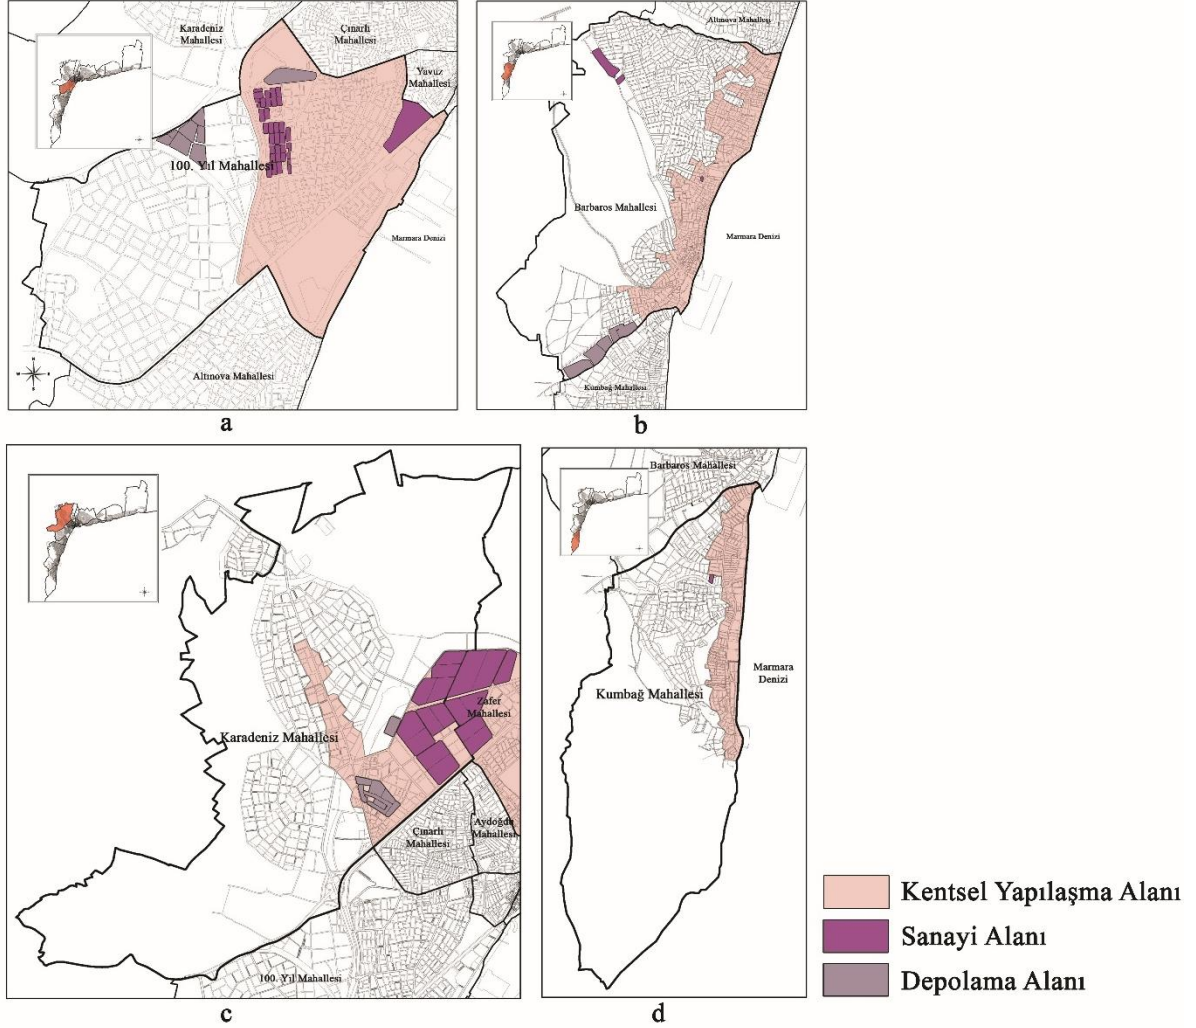 Karadeniz
Mahallesi
Çınarlı
Mahallesi
Yavuz
Mahallesi
100. Yıl Mahallesi
Marmara Denizi
Altınova Mahallesi
N
W
E
S
a
Altınova Mahallesi
Barbaros Mahallesi
Marmara Denizi
Kumbağ Mahallesi
b
Zafer
Mahallesi
Karadeniz Mahallesi
Çınarlı
Mahallesi
Aydoğdu
Mahallesi
100. Yıl Mahallesi
c
Barbaros Mahallesi
Marmara
Denizi
Kumbağ Mahallesi
d
Kentsel Yapılaşma Alanı
Sanayi Alanı
Depolama Alanı